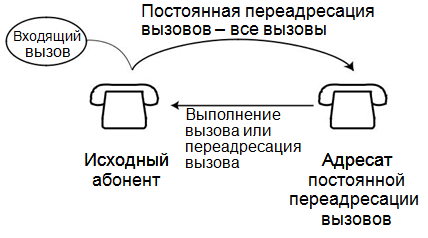 Постоянная переадресация
вызовов – все вызовы
Входящий
вызов
Выполнение
вызова или
переадресация
вызова
Исходный
абонент
Адресат
постоянной
переадресации
вызовов